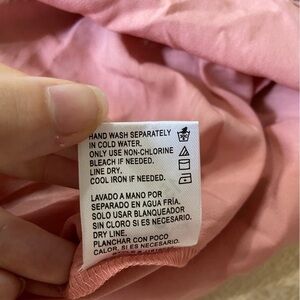 HAND WASH SEPARATELY
IN COLD WATER.
ONLY USE NON-CHLORINE
BLEACH IF NEEDED.
LINE DRY.
COOL IRON IF NEEDED.
LAVADO A MANO POR
SEPARADO EN AGUA FRÍA.
SOLO USAR BLANQUEADOR
SIN CLORO SI ES NECESARIO.
DRY LINE.
PLANCHAR CON POCO
CALOR, SI ES NECESARIO.